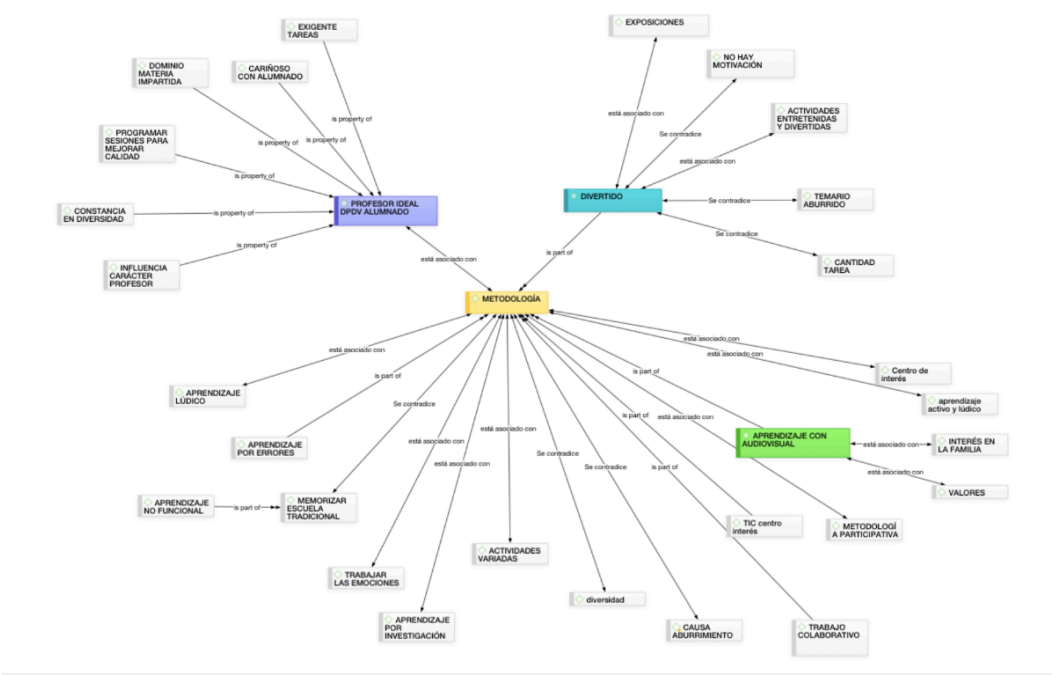 EXIGENTE
TAREAS
EXPOSICIONES
DOMINIO
MATERIA
IMPARTIDA
CARIÑOSO
CON ALUMNADO
NO HAY
MOTIVACIÓN
is property of
está asociado con
ACTIVIDADES
ENTRETENIDAS
Y DIVERTIDAS
PROGRAMAR
SESIONES PARA
MEJORAR
CALIDAD
is property of
is property of
Se contradice
está asociado con
is property of
PROFESOR IDEAL
DPDV ALUMNADO
DIVERTIDO
Se contradice
TEMARIO
ABURRIDO
CONSTANCIA
EN DIVERSIDAD
is property of
Se contradice
is property of
está asociado con
is part of
INFLUENCIA
CARÁCTER
PROFESOR
CANTIDAD
TAREA
METODOLOGÍA
está asociado con
está asociado con
está asociado con
is part of
is part of
Centro de
interés
APRENDIZAJE
LÚDICO
Se contradice
aprendizaje
activo y lúdico
is part of
está asociado con
está asociado con
está asociado con
APRENDIZAJE
POR ERRORES
APRENDIZAJE CON
AUDIOVISUAL
está asociado con
INTERÉS EN
LA FAMILIA
Se contradice
está asociado con
Se contradice
is part of
está asociado con
VALORES
APRENDIZAJE
NO FUNCIONAL
is part of
MEMORIZAR
ESCUELA
TRADICIONAL
TIC centro
interés
METODOLOGÍ
A PARTICIPATIVA
ACTIVIDADES
VARIADAS
TRABAJAR
LAS EMOCIONES
diversidad
APRENDIZAJE
POR
INVESTIGACIÓN
CAUSA
ABURRIMIENTO
TRABAJO
COLABORATIVO